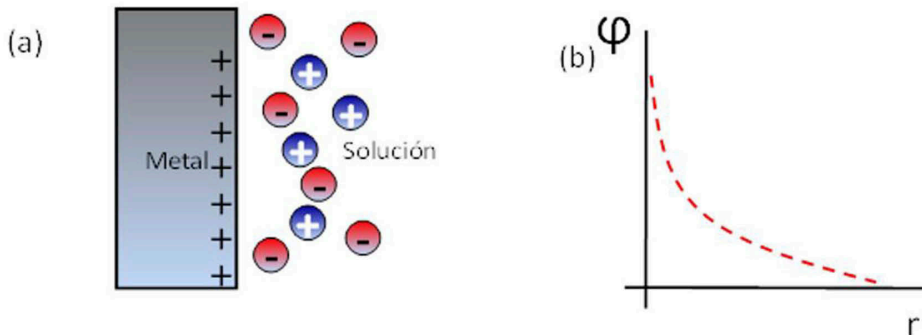 (a)
Metal
Solución
+
+
+
+
+
+
+
-
-
+
-
+
+
-
+
-
-
(b)
φ
r